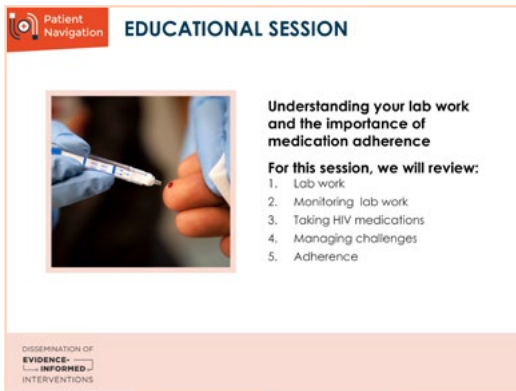 Patient
Navigation
EDUCATIONAL SESSION
Understanding your lab work
and the importance of
medication adherence
For this session, we will review:
1. Lab work
2. Monitoring lab work
3. Taking HIV medications
4. Managing challenges
5. Adherence
DISSEMINATION OF
EVIDENCE-
INFORMED
INTERVENTIONS